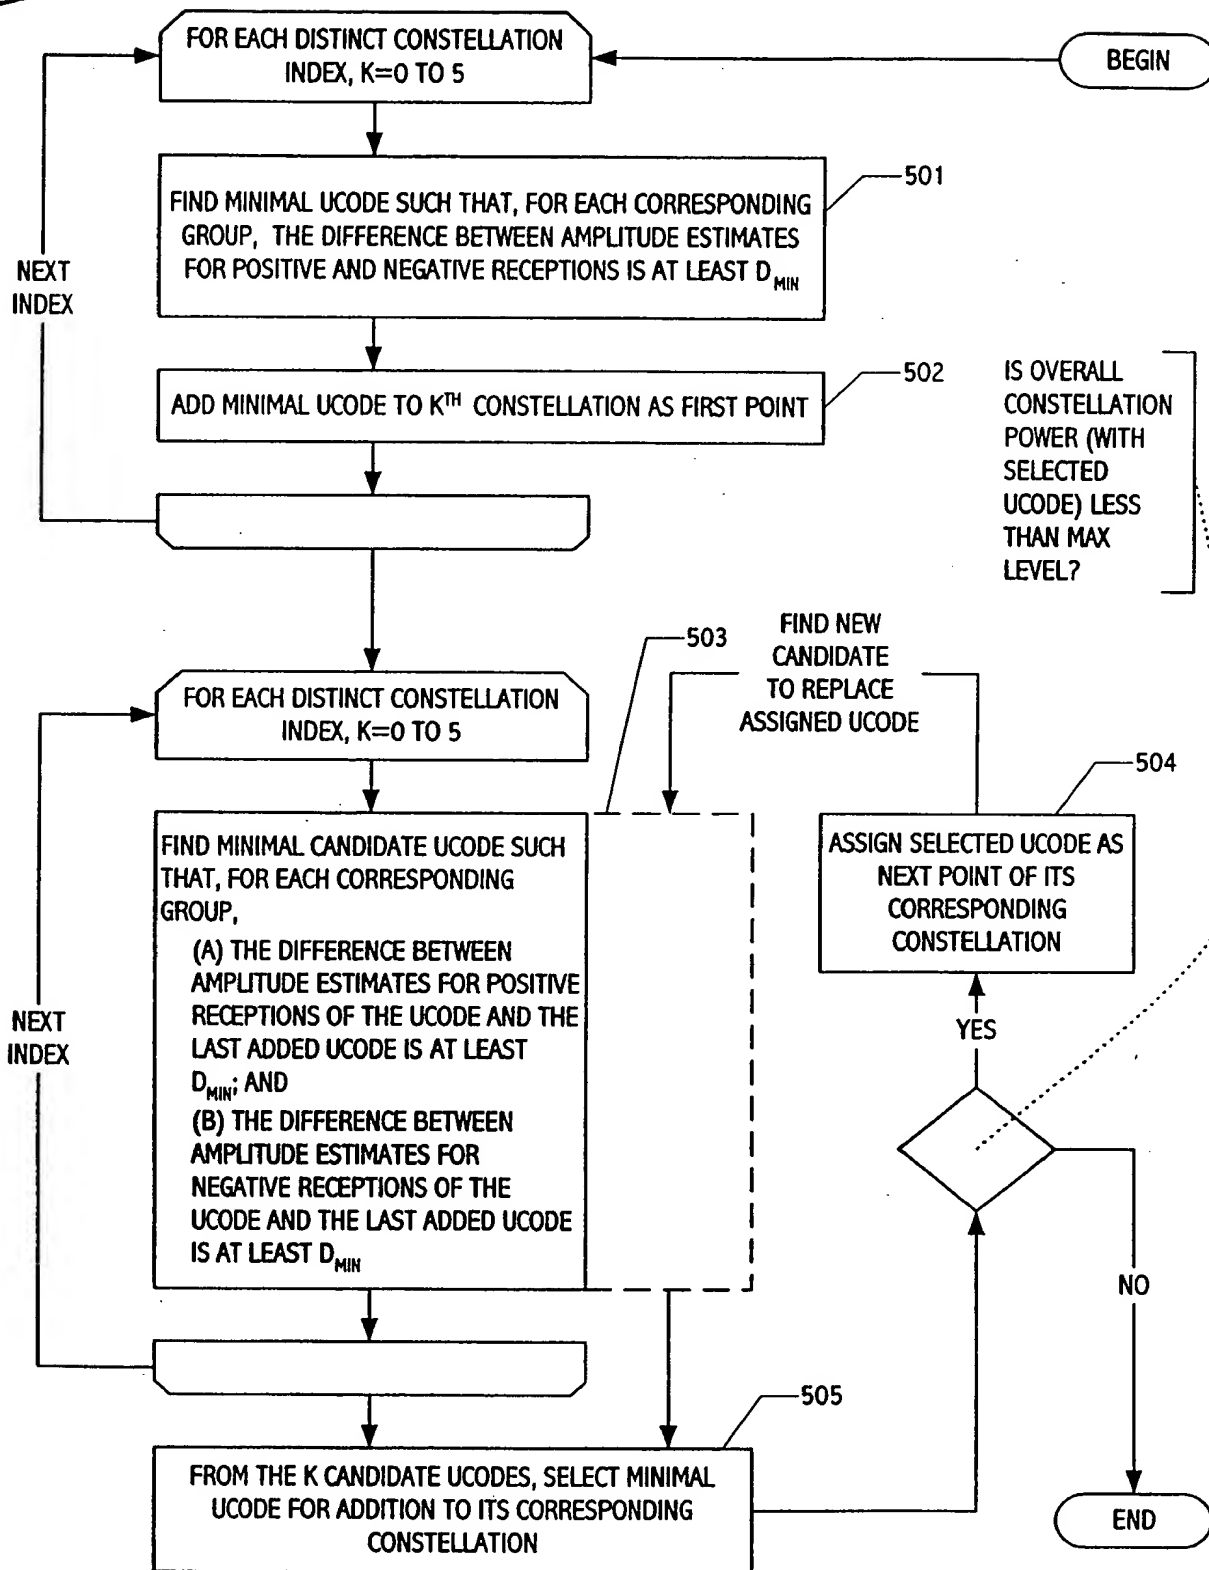 FOR EACH DISTINCT CONSTELLATION
INDEX, K=0 TO 5
BEGIN
501
FIND MINIMAL UCODE SUCH THAT, FOR EACH CORRESPONDING
GROUP, THE DIFFERENCE BETWEEN AMPLITUDE ESTIMATES
FOR POSITIVE AND NEGATIVE RECEPTIONS IS AT LEAST D_MIN
NEXT
INDEX
502
ADD MINIMAL UCODE TO K^TH CONSTELLATION AS FIRST POINT
IS OVERALL
CONSTELLATION
POWER (WITH
SELECTED
UCODE) LESS
THAN MAX
LEVEL?
503
FIND NEW
CANDIDATE
TO REPLACE
ASSIGNED UCODE
FOR EACH DISTINCT CONSTELLATION
INDEX, K=0 TO 5
504
FIND MINIMAL CANDIDATE UCODE SUCH
THAT, FOR EACH CORRESPONDING
GROUP,
(A) THE DIFFERENCE BETWEEN
AMPLITUDE ESTIMATES FOR POSITIVE
RECEPTIONS OF THE UCODE AND THE
LAST ADDED UCODE IS AT LEAST
D_MIN; AND
(B) THE DIFFERENCE BETWEEN
AMPLITUDE ESTIMATES FOR
NEGATIVE RECEPTIONS OF THE
UCODE AND THE LAST ADDED UCODE
IS AT LEAST D_MIN
ASSIGN SELECTED UCODE AS
NEXT POINT OF ITS
CORRESPONDING
CONSTELLATION
NEXT
INDEX
YES
NO
505
FROM THE K CANDIDATE UCODES, SELECT MINIMAL
UCODE FOR ADDITION TO ITS CORRESPONDING
CONSTELLATION
END